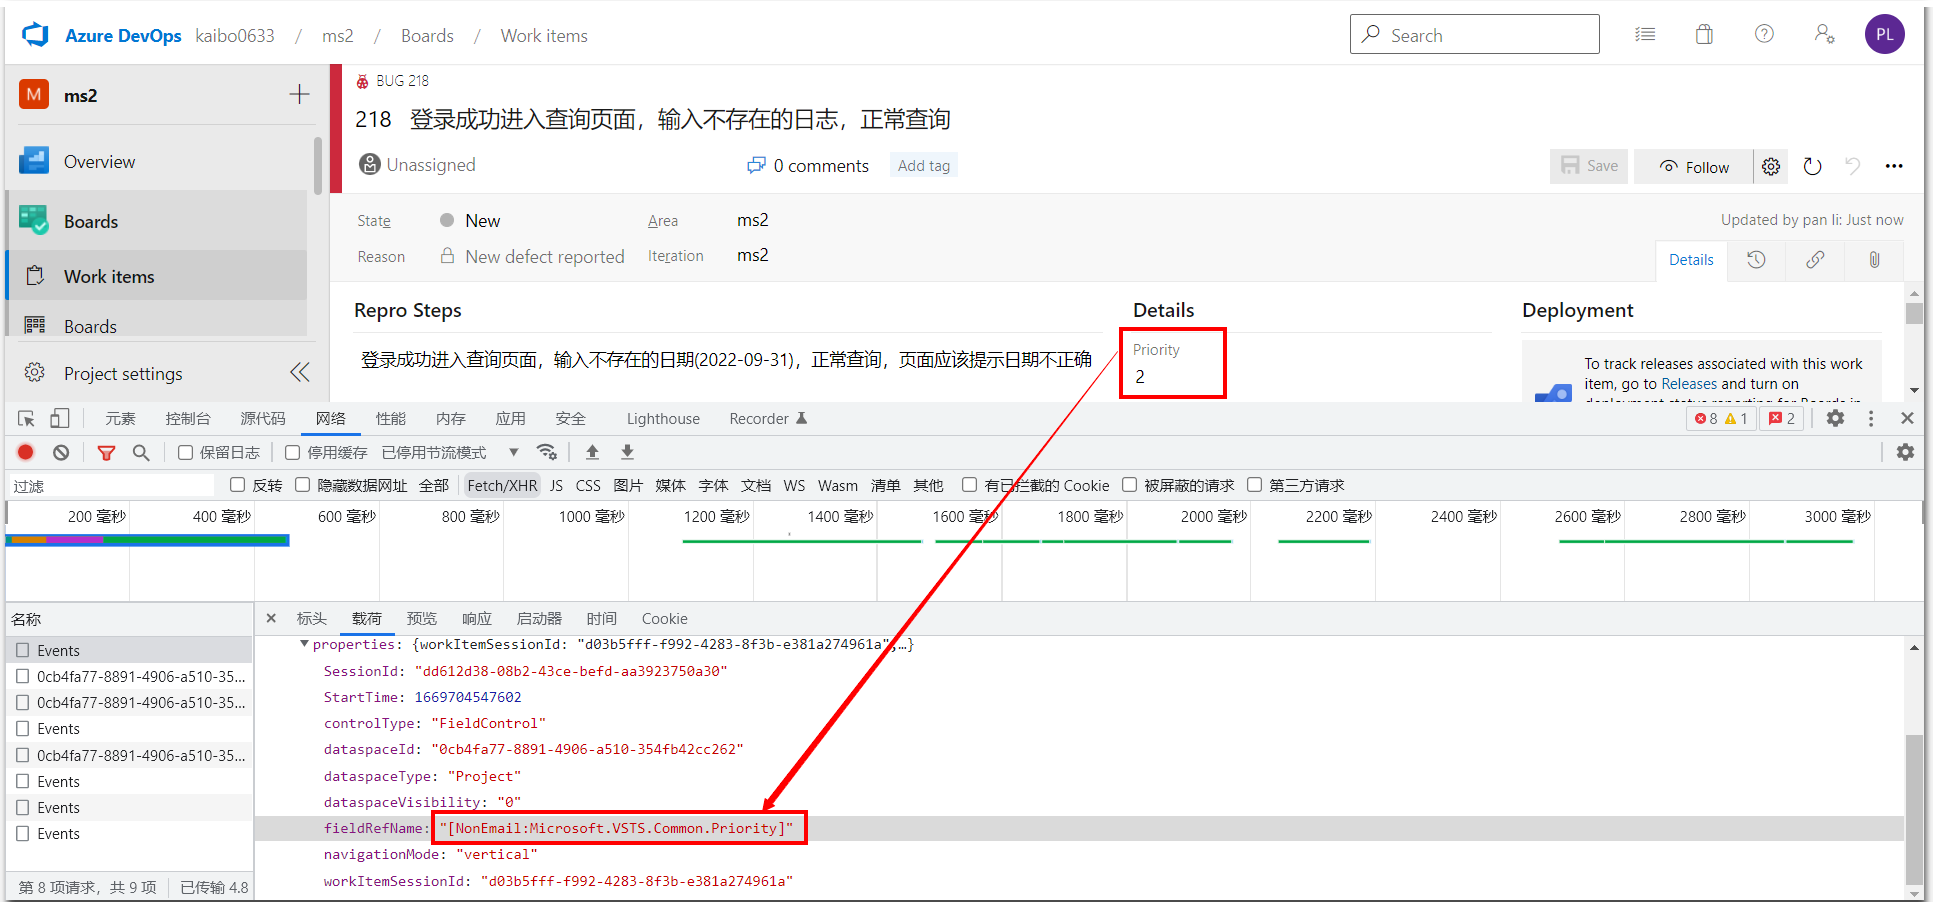 Azure DevOps kaibo0633 / ms2 / Boards / Work items Search PL
M ms2
BUG 218
218 登录成功进入查询页面，输入不存在的日志，正常查询
Overview
Unassigned 0 comments Add tag Save Follow
Boards
State New Area ms2 Updated by pan li: Just now
Reason New defect reported Iteration ms2
Details
Work items
Repro Steps Details Deployment
Boards
登录成功进入查询页面，输入不存在的日期(2022-09-31)，正常查询，页面应该提示日期不正确
Priority
2
To track releases associated with this work
item, go to Releases and turn on
Project settings
元素 控制台 源代码 网络 性能 内存 应用 安全 Lighthouse Recorder 8 1 2
保留日志 停用缓存 已停用节流模式
过滤 反转 隐藏数据网址 全部 Fetch/XHR JS CSS 图片 媒体 字体 文档 WS Wasm 清单 其他 有已拦截的 Cookie 被屏蔽的请求 第三方请求
200 毫秒 400 毫秒 600 毫秒 800 毫秒 1000 毫秒 1200 毫秒 1400 毫秒 1600 毫秒 1800 毫秒 2000 毫秒 2200 毫秒 2400 毫秒 2600 毫秒 2800 毫秒 3000 毫秒
名称
标头 载荷 预览 响应 启动器 时间 Cookie
Events
0cb4fa77-8891-4906-a510-35...
0cb4fa77-8891-4906-a510-35...
Events
0cb4fa77-8891-4906-a510-35...
Events
Events
Events
第 8 项请求，共 9 项 已传输 4.8
properties: {workItemSessionId: "d03b5fff-f992-4283-8f3b-e381a274961a",…}
SessionId: "dd612d38-08b2-43ce-befd-aa3923750a30"
StartTime: 1669704547602
controlType: "FieldControl"
dataspaceId: "0cb4fa77-8891-4906-a510-354fb42cc262"
dataspaceType: "Project"
dataspaceVisibility: "0"
fieldRefName: "[NonEmail:Microsoft.VSTS.Common.Priority]"
navigationMode: "vertical"
workItemSessionId: "d03b5fff-f992-4283-8f3b-e381a274961a"